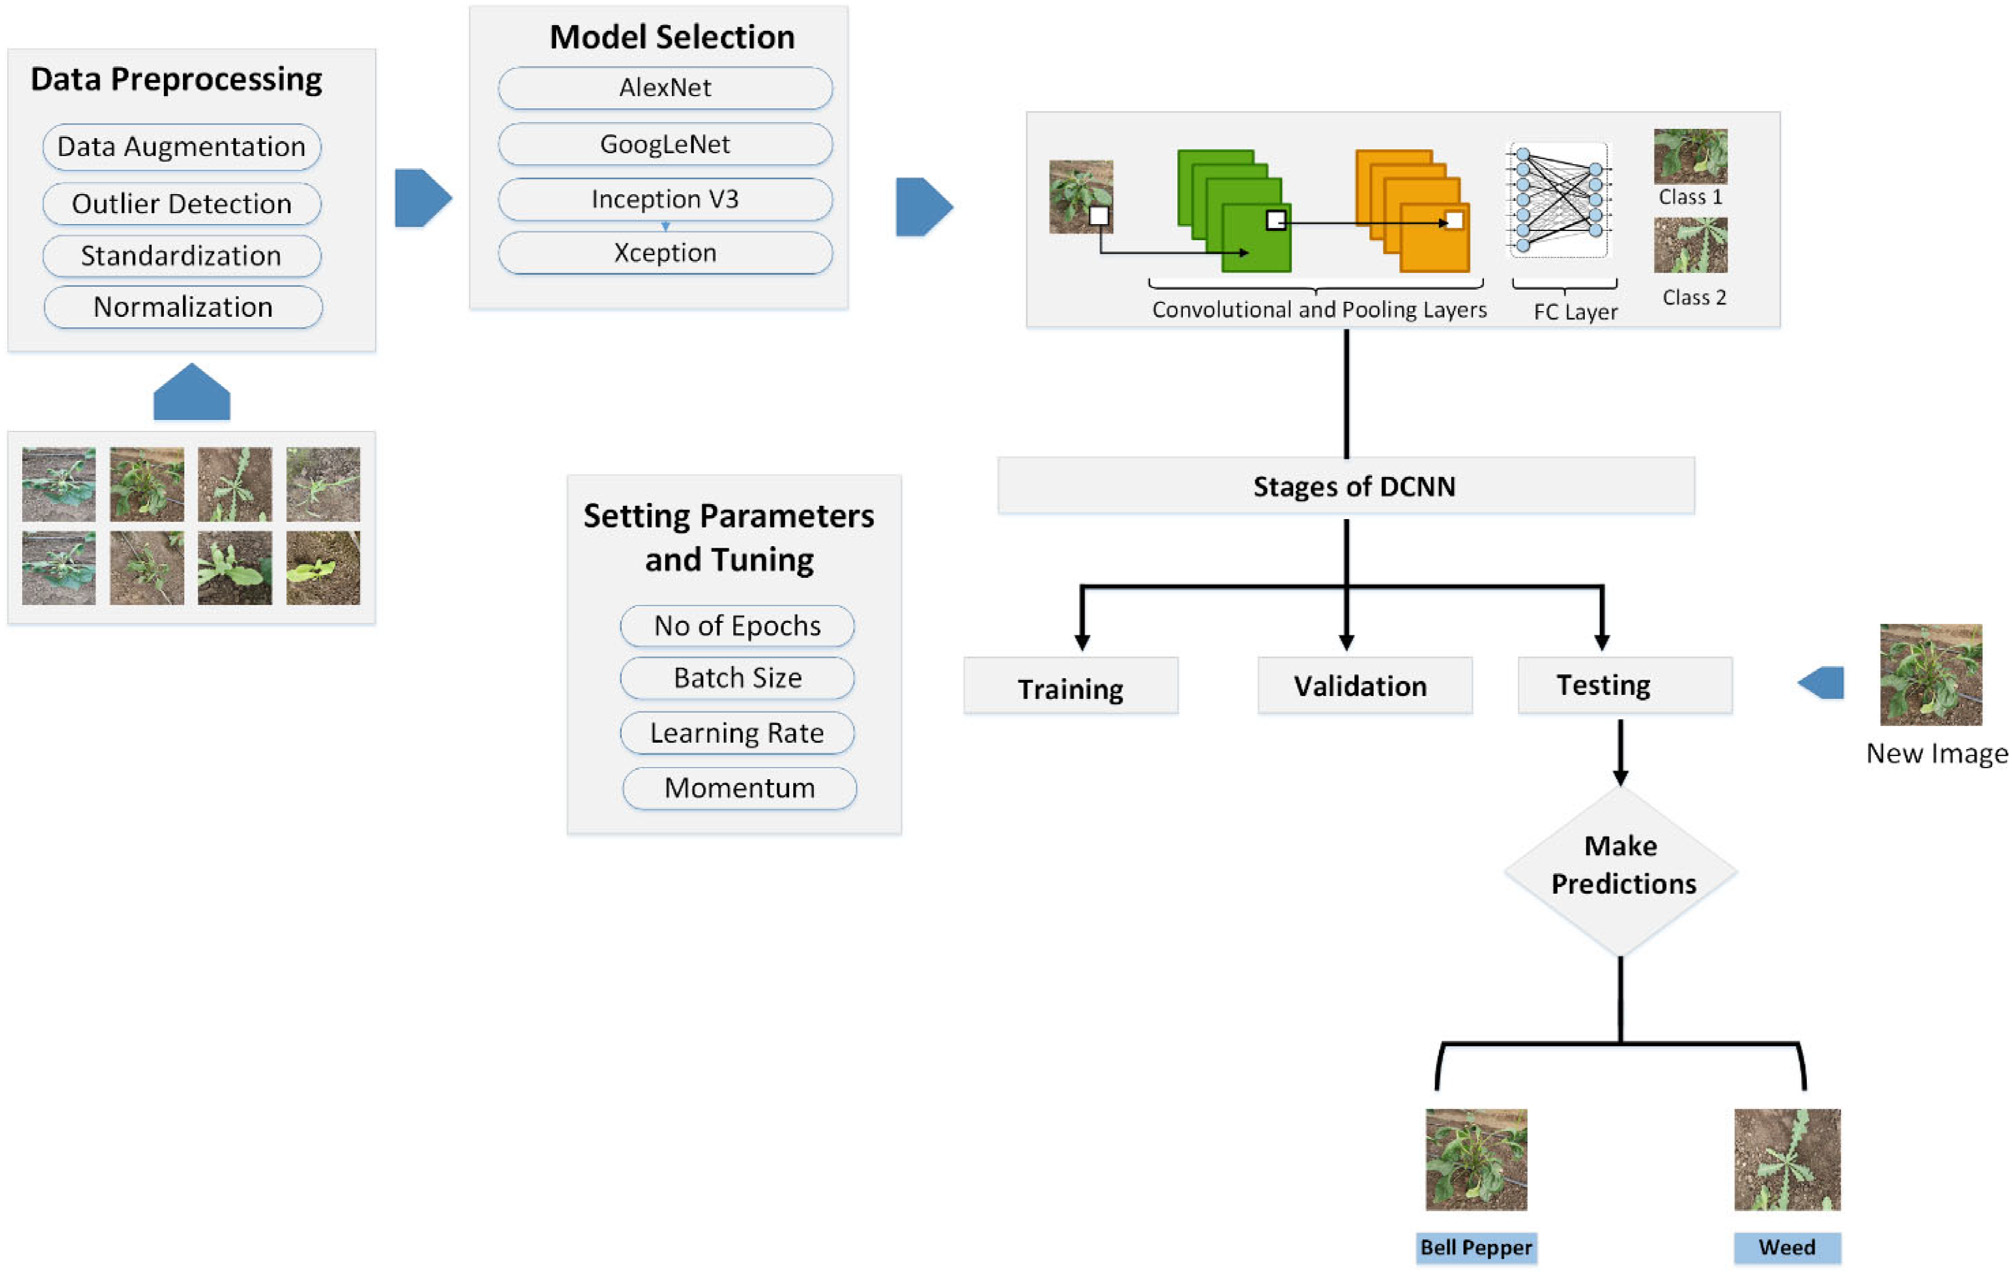 Data Preprocessing
Data Augmentation
Outlier Detection
Standardization
Normalization
Model Selection
AlexNet
GoogLeNet
Inception V3
Xception
Convolutional and Pooling Layers
FC Layer
Class 1
Class 2
Stages of DCNN
Setting Parameters
and Tuning
No of Epochs
Batch Size
Learning Rate
Momentum
Training
Validation
Testing
New Image
Make
Predictions
Bell Pepper
Weed